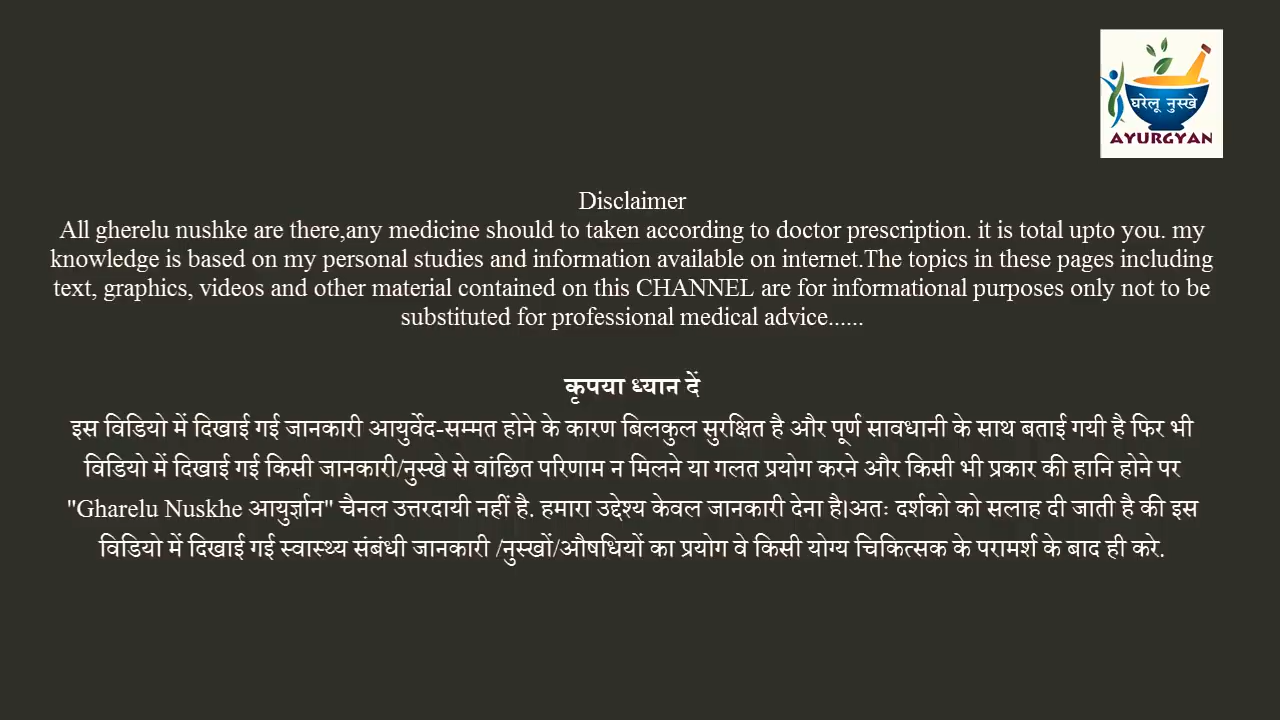 घरेलू नुस्खे
AYURGYAN
Disclaimer
All gherelu nushke are there,any medicine should to taken according to doctor prescription. it is total upto you. my
knowledge is based on my personal studies and information available on internet.The topics in these pages including
text, graphics, videos and other material contained on this CHANNEL are for informational purposes only not to be
substituted for professional medical advice......
कृपया ध्यान दें
इस विडियो में दिखाई गई जानकारी आयुर्वेद-सम्मत होने के कारण बिलकुल सुरक्षित है और पूर्ण सावधानी के साथ बताई गयी है फिर भी
विडियो में दिखाई गई किसी जानकारी/नुस्खे से वांछित परिणाम न मिलने या गलत प्रयोग करने और किसी भी प्रकार की हानि होने पर
"Gharelu Nuskhe आयुर्ज्ञान" चैनल उत्तरदायी नहीं है. हमारा उद्देश्य केवल जानकारी देना है।अतः दर्शको को सलाह दी जाती है की इस
विडियो में दिखाई गई स्वास्थ्य संबंधी जानकारी /नुस्खों/औषधियों का प्रयोग वे किसी योग्य चिकित्सक के परामर्श के बाद ही करे.